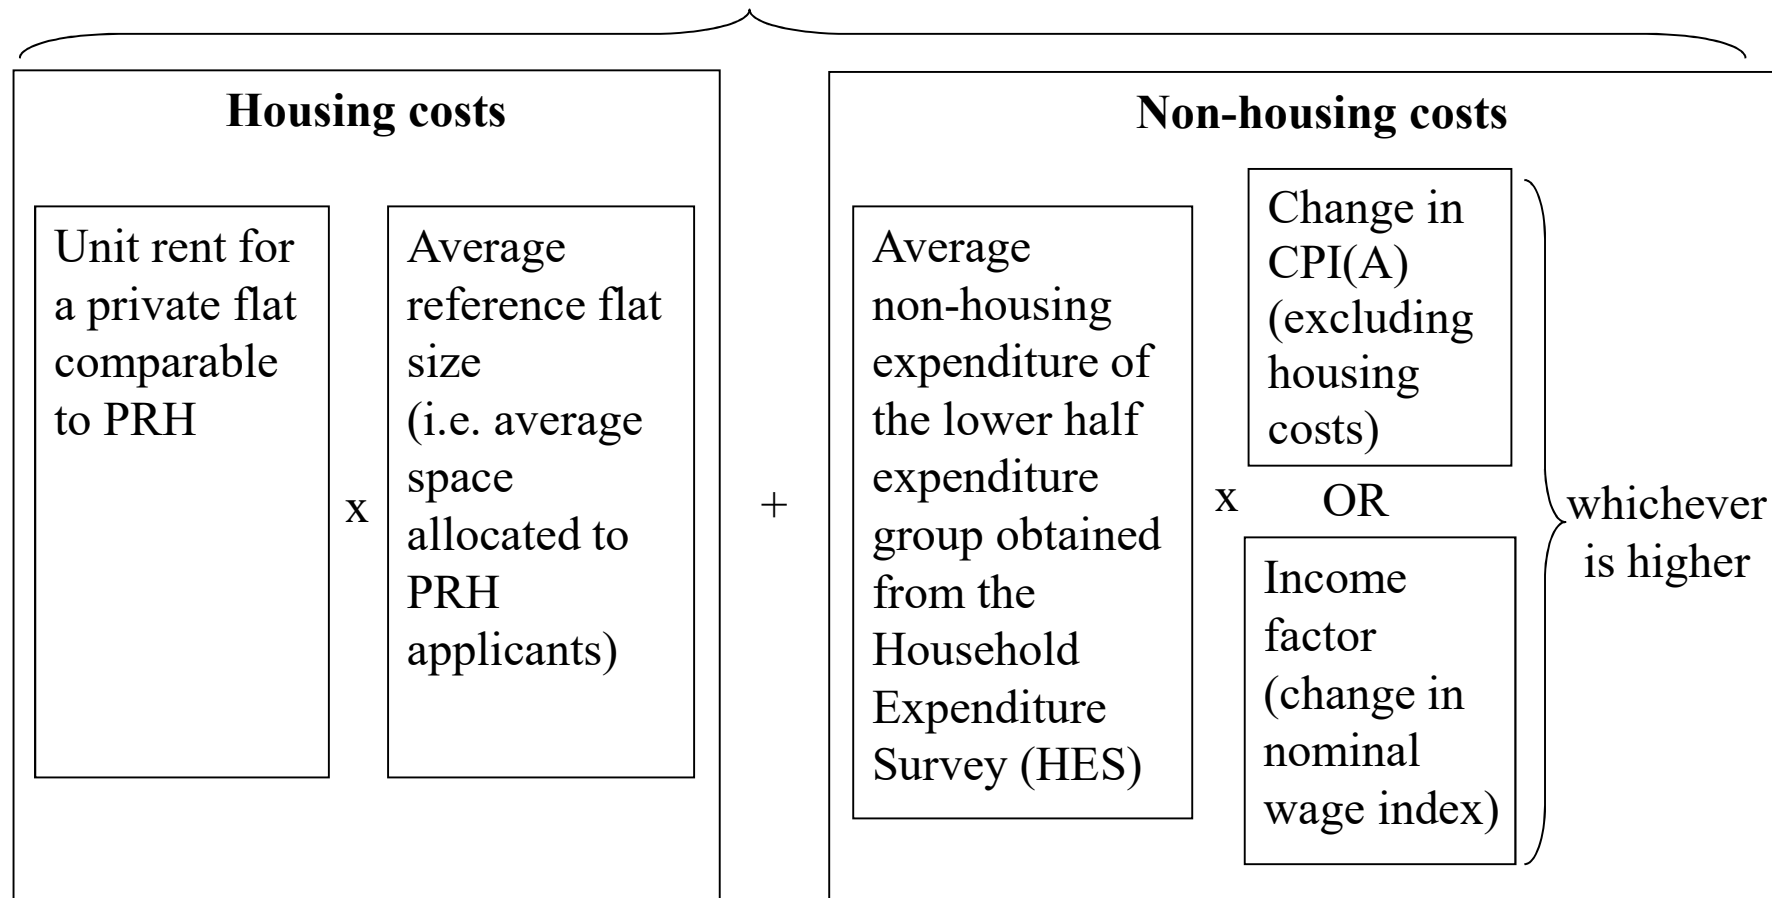 Housing costs
Unit rent for
a private flat
comparable
to PRH
x
Average
reference flat
size
(i.e. average
space
allocated to
PRH
applicants)
+
Non-housing costs
Average
non-housing
expenditure of
the lower half
expenditure
group obtained
from the
Household
Expenditure
Survey (HES)
x
Change in
CPI(A)
(excluding
housing
costs)
OR
Income
factor
(change in
nominal
wage index)
whichever
is higher